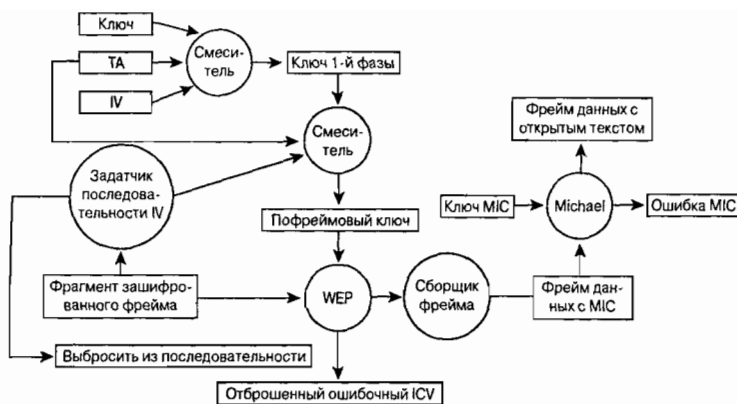 Ключ
TA
IV
Смеси-
тель
Ключ 1-й фазы
Смеси-
тель
Фрейм данных с
открытым текстом
Задатчик
последова-
тельности IV
Ключ MIC
Michael
Ошибка MIC
Пофреймовый ключ
Фрагмент зашифро-
ванного фрейма
WEP
Сборщик
фрейма
Фрейм дан-
ных с MIC
Выбросить из последовательности
Отброшенный ошибочный ICV